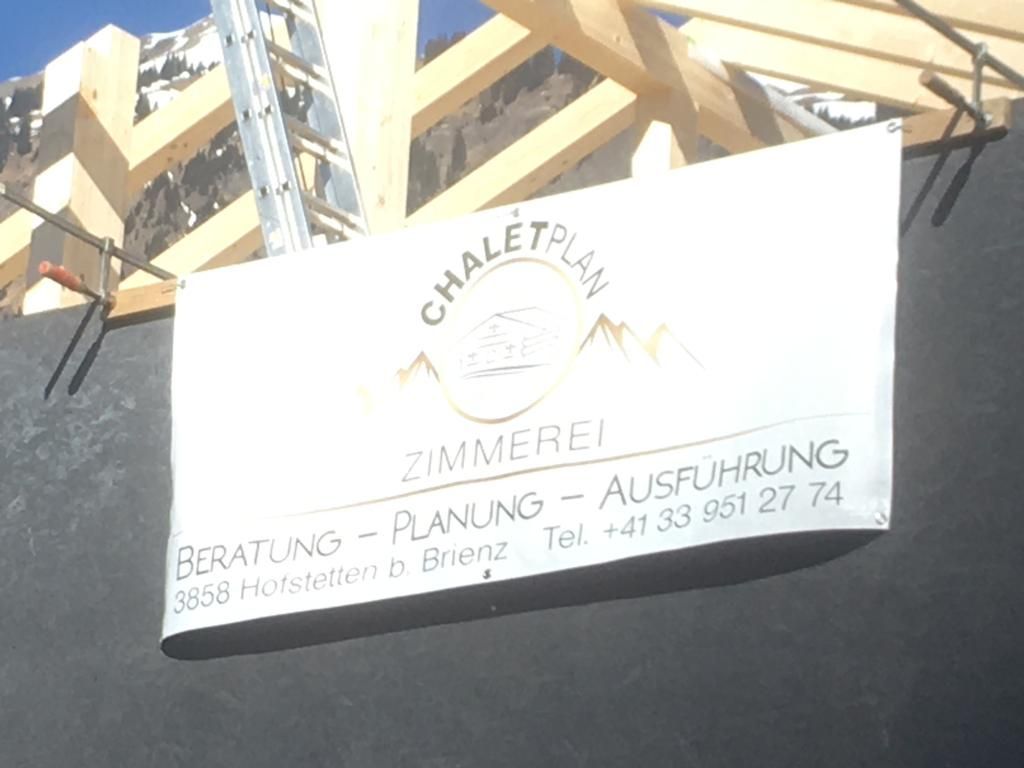 CHALETPLAN
ZIMMEREI
BERATUNG – PLANUNG – AUSFÜHRUNG
3858 Hofstetten b. Brienz Tel. +41 33 951 27 74